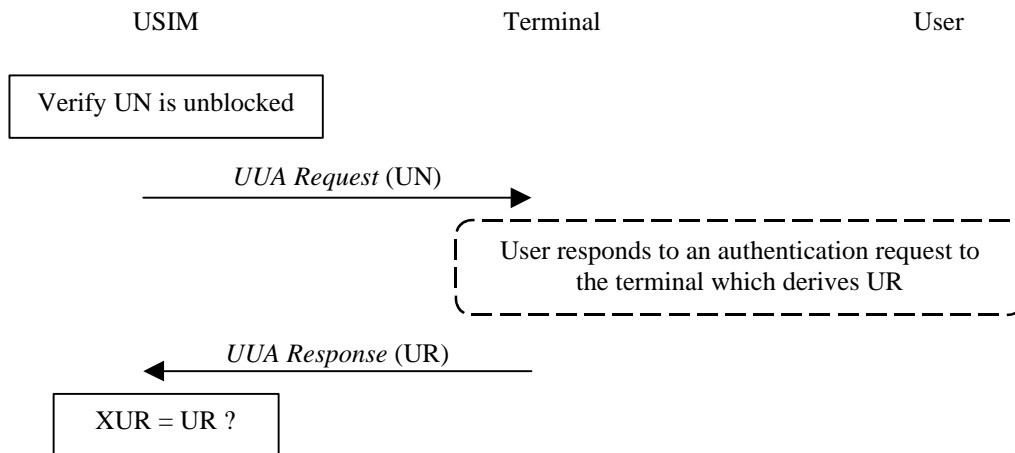 USIM Terminal User
Verify UN is unblocked
UUA Request (UN)
User responds to an authentication request to
the terminal which derives UR
UUA Response (UR)
XUR = UR ?